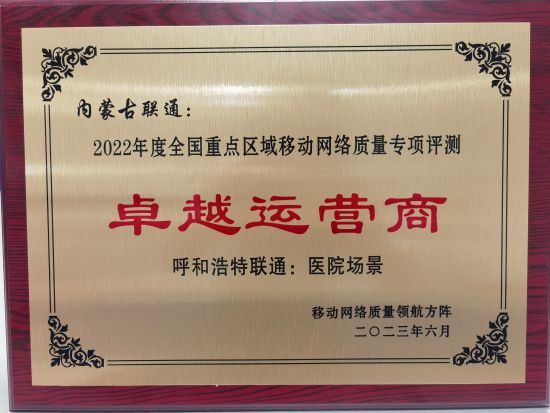 内蒙古联通：
2022年度全国重点区域移动网络质量专项评测
卓越运营商
呼和浩特联通：医院场景
移动网络质量领航方阵
二〇二三年六月